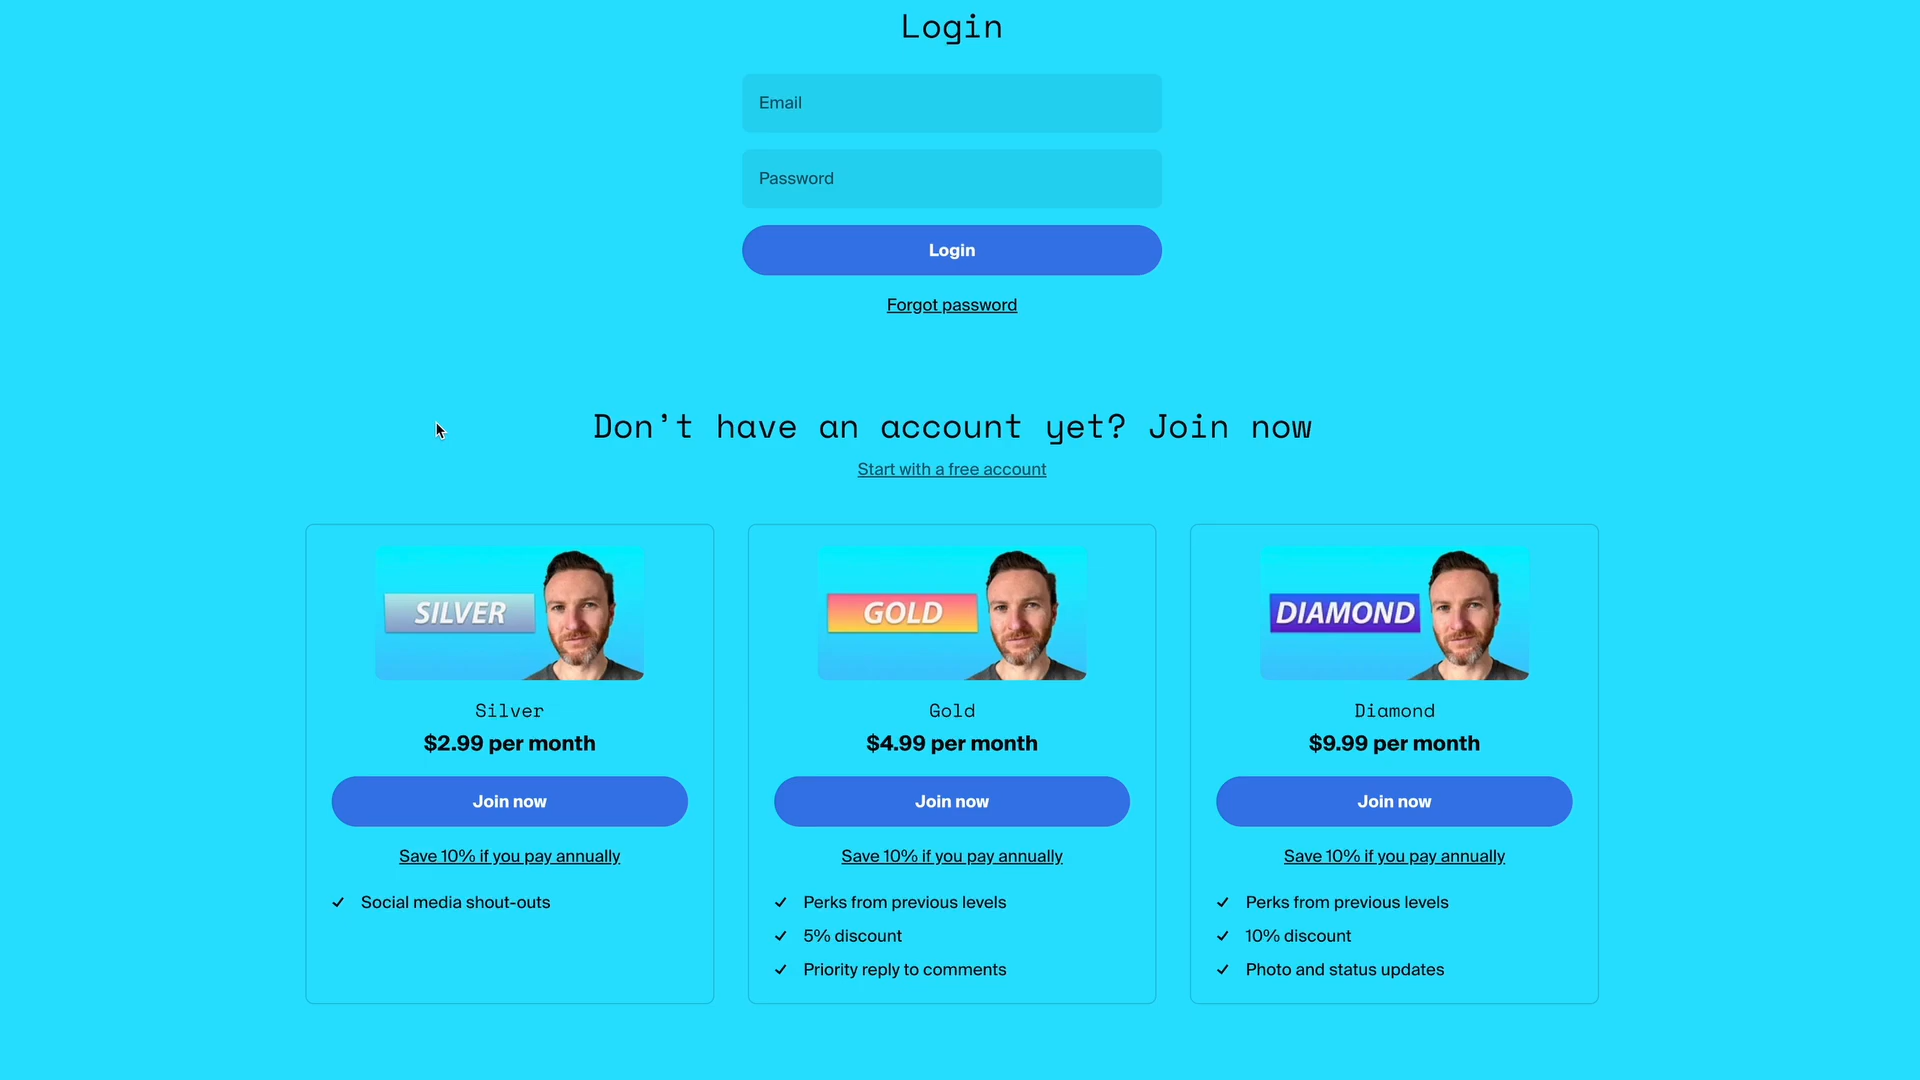 Login
Email
Password
Login
Forgot password
Don't have an account yet? Join now
Start with a free account
SILVER
Silver
$2.99 per month
Join now
Save 10% if you pay annually
Social media shout-outs
GOLD
Gold
$4.99 per month
Join now
Save 10% if you pay annually
Perks from previous levels
5% discount
Priority reply to comments
DIAMOND
Diamond
$9.99 per month
Join now
Save 10% if you pay annually
Perks from previous levels
10% discount
Photo and status updates